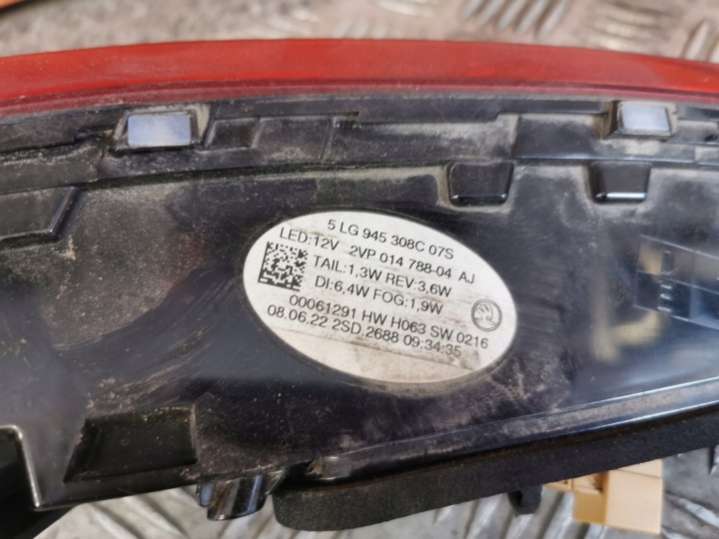 5 LG 945 308C 07S
LED:12V 2VP 014 788-04 AJ
TAIL:1,3W REV:3,6W
DI:6,4W FOG:1,9W
00061291 HW H063 SW 0216
08.06.22 2SD,2688 09:34:35